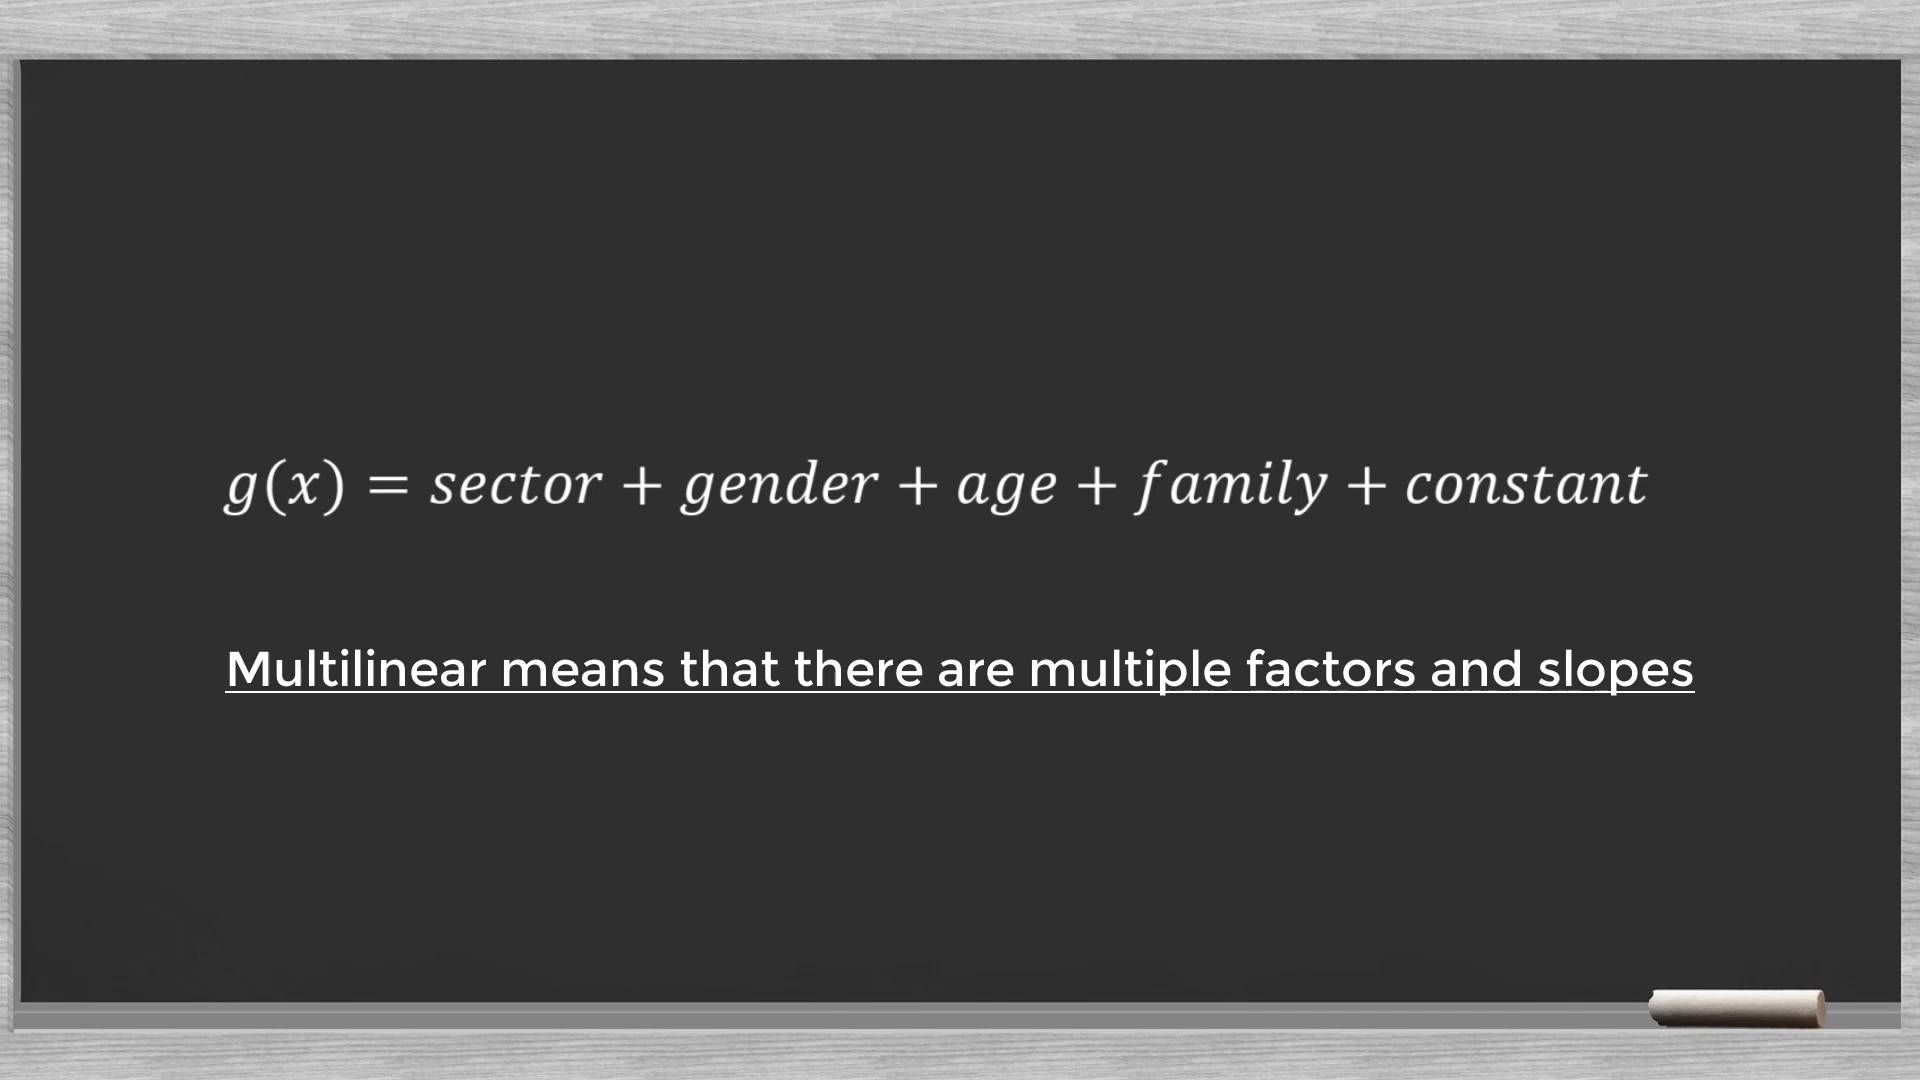 g(x) = sector + gender + age + family + constant
Multilinear means that there are multiple factors and slopes